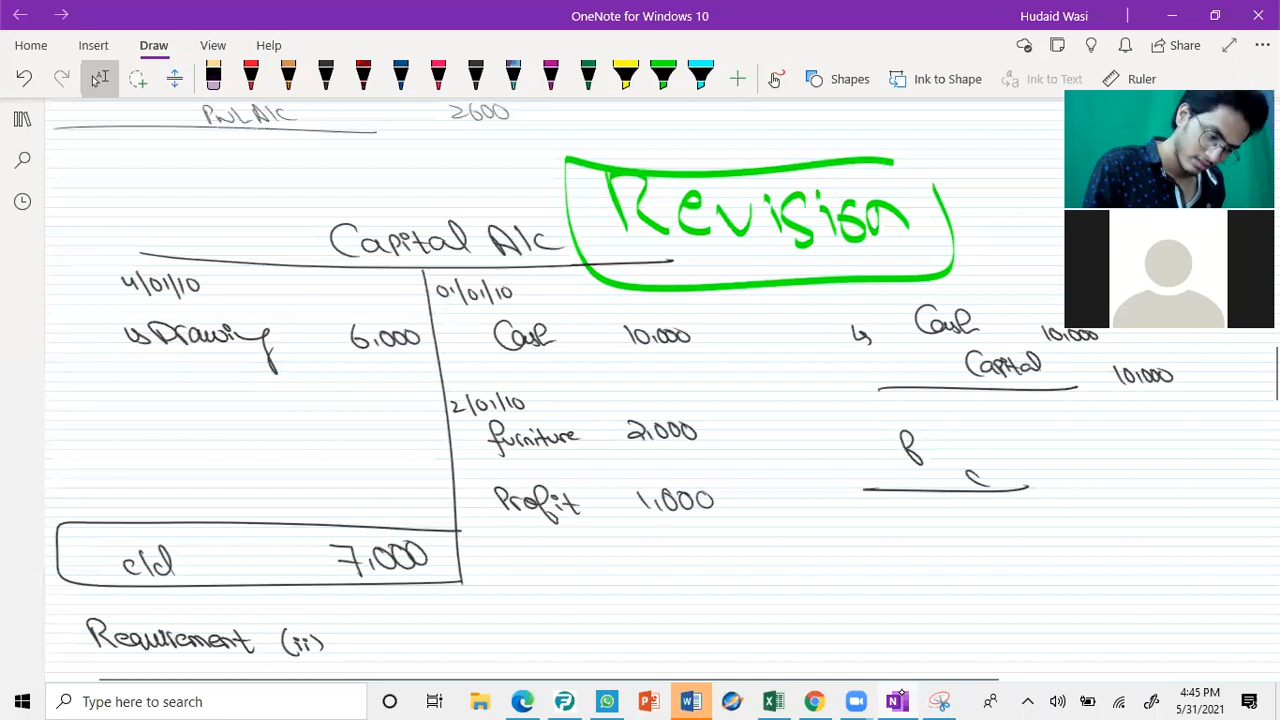 OneNote for Windows 10
Hudaid Wasi
Home Insert Draw View Help
Share
Shapes
Ink to Shape
Ink to Text
Ruler
PNL A/c 2600
Revision
Capital A/c
4/01/10
01/01/10
↳ Drawing 6,000
Cash 10,000
↳ Cash 10,000
Capital 10,000
2/01/10
furniture 2,000
f
c
Profit 1,000
c/d 7,000
Requirement (ii)
Type here to search
4:45 PM
5/31/2021